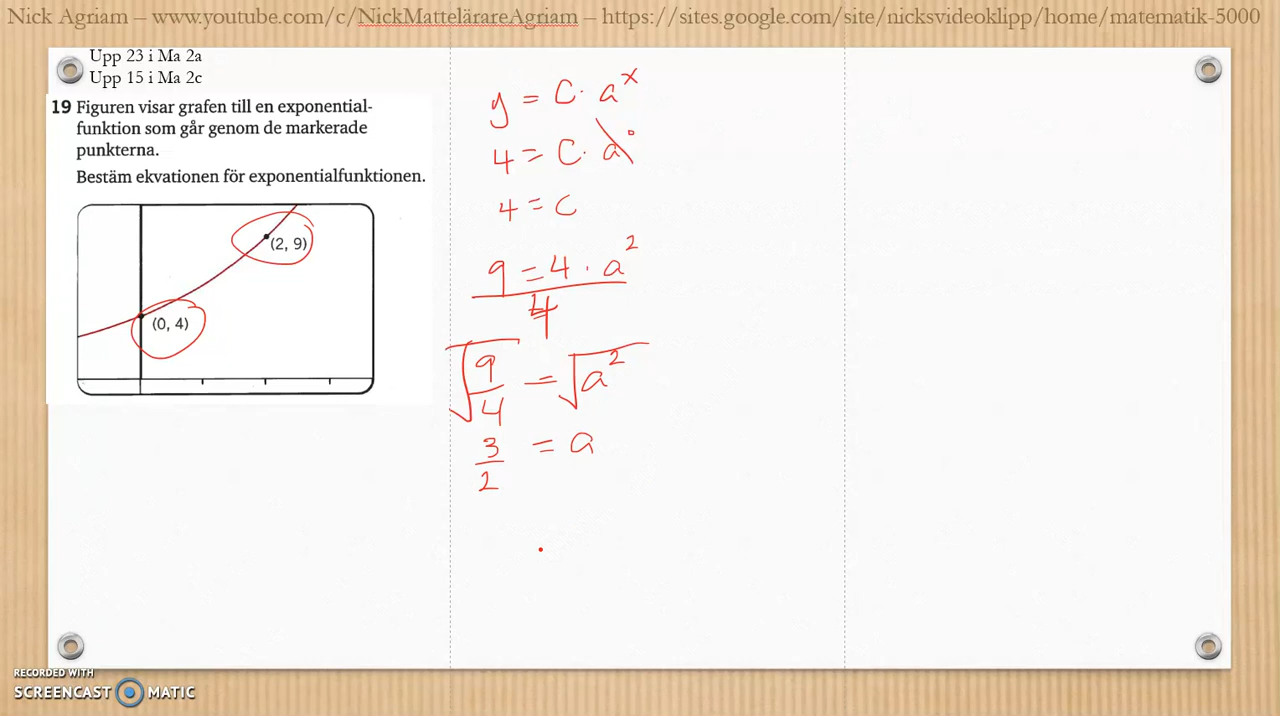 Nick Agriam – www.youtube.com/c/NickMattelärareAgriam – https://sites.google.com/site/nicksvideoklipp/home/matematik-5000
Upp 23 i Ma 2a
Upp 15 i Ma 2c
19 Figuren visar grafen till en exponential-
funktion som går genom de markerade
punkterna.
Bestäm ekvationen för exponentialfunktionen.
(2, 9)
(0, 4)
y = C · a^x
4 = C · a^0
4 = C
9 = 4 · a^2
4
√(9/4) = √(a^2)
3/2 = a
RECORDED WITH
SCREENCAST MATIC